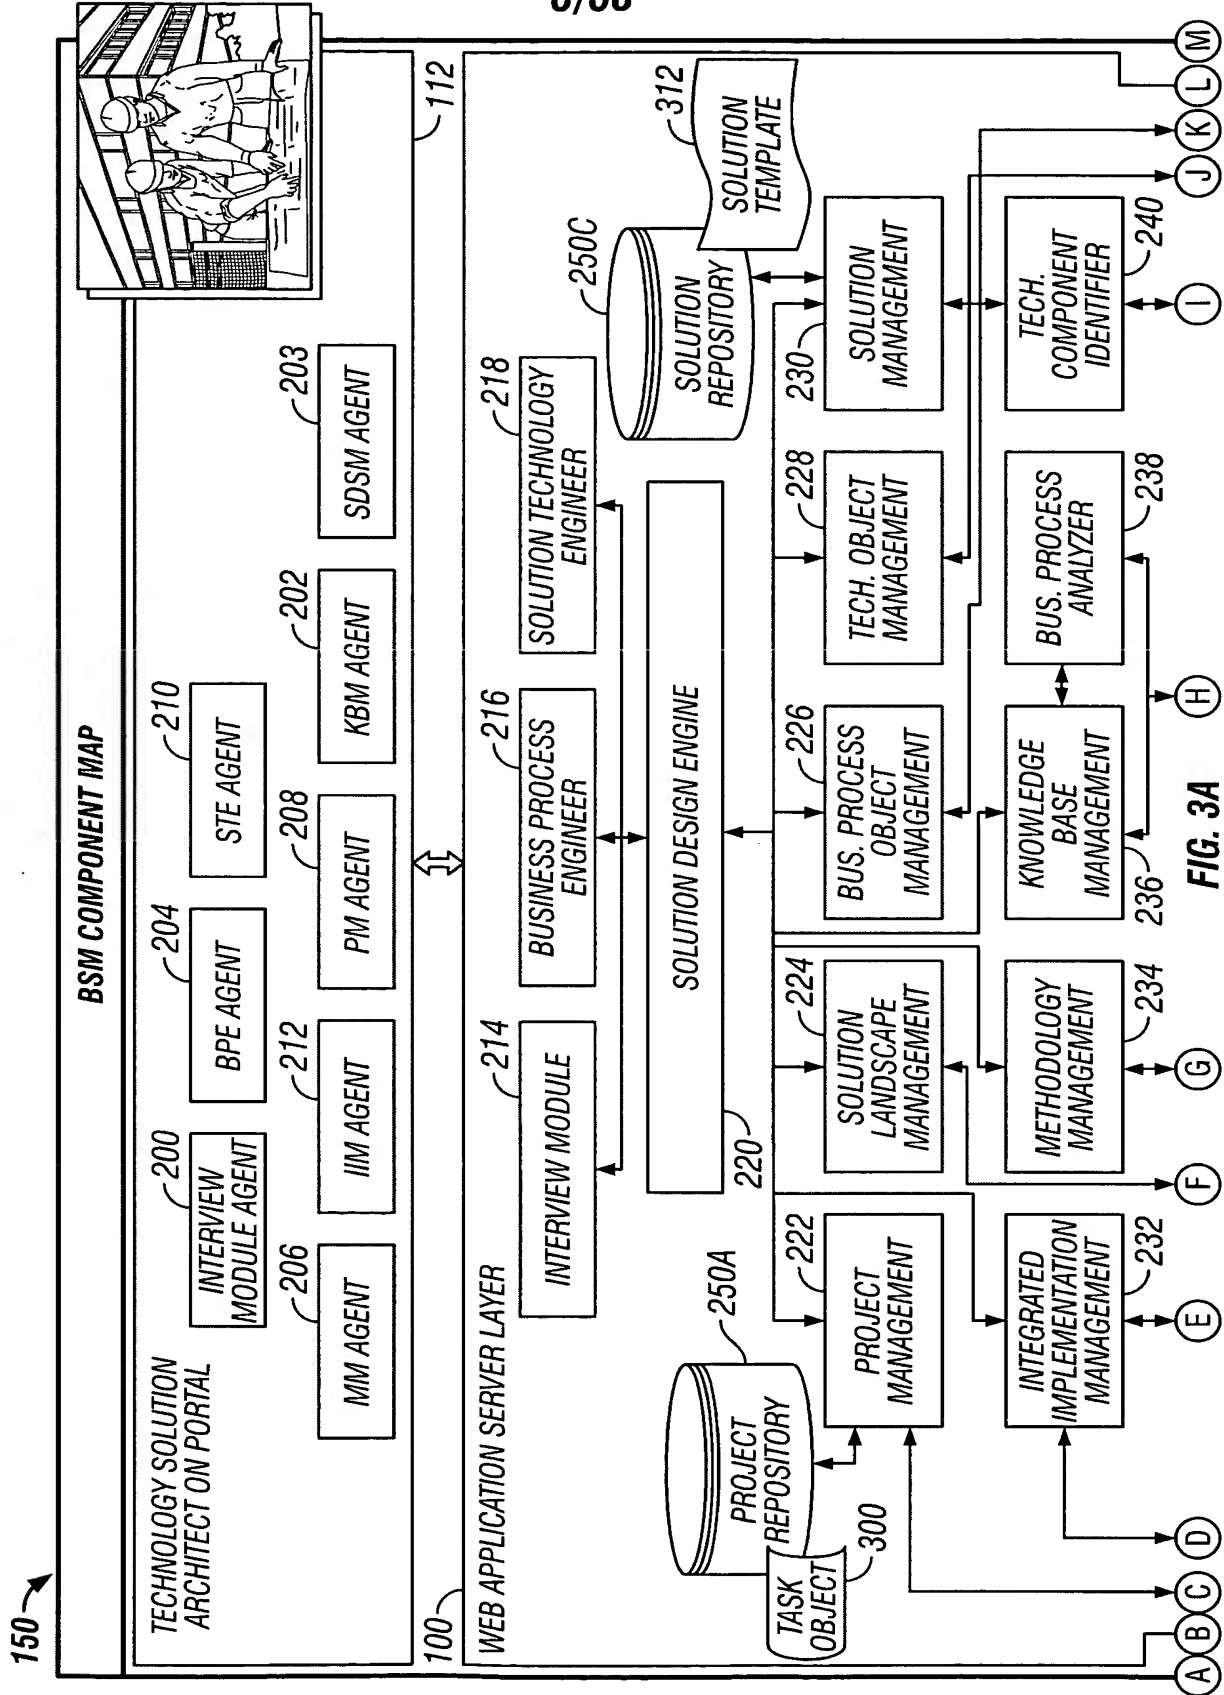 150
BSM COMPONENT MAP
TECHNOLOGY SOLUTION
ARCHITECT ON PORTAL
200
INTERVIEW
MODULE AGENT
204
BPE AGENT
210
STE AGENT
206
MM AGENT
212
IIM AGENT
208
PM AGENT
202
KBM AGENT
203
SDSM AGENT
112
100
WEB APPLICATION SERVER LAYER
214
INTERVIEW MODULE
216
BUSINESS PROCESS
ENGINEER
218
SOLUTION TECHNOLOGY
ENGINEER
250C
SOLUTION
REPOSITORY
312
SOLUTION
TEMPLATE
220
SOLUTION DESIGN ENGINE
250A
PROJECT
REPOSITORY
TASK
OBJECT
300
222
PROJECT
MANAGEMENT
224
SOLUTION
LANDSCAPE
MANAGEMENT
226
BUS. PROCESS
OBJECT
MANAGEMENT
228
TECH. OBJECT
MANAGEMENT
230
SOLUTION
MANAGEMENT
INTEGRATED
IMPLEMENTATION
MANAGEMENT
232
METHODOLOGY
MANAGEMENT
234
KNOWLEDGE
BASE
MANAGEMENT
236
BUS. PROCESS
ANALYZER
238
TECH.
COMPONENT
IDENTIFIER
240
A
B
C
D
E
F
G
H
I
J
K
L
M
FIG. 3A